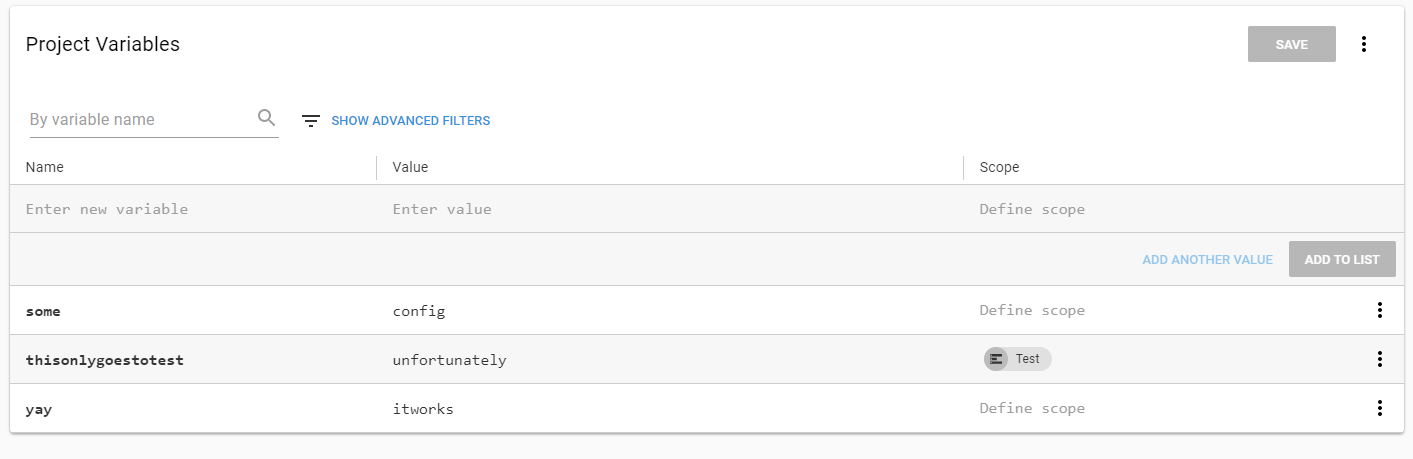 Project Variables SAVE
By variable name SHOW ADVANCED FILTERS
Name Value Scope
Enter new variable Enter value Define scope
ADD ANOTHER VALUE ADD TO LIST
some config Define scope
thisonlygoestotest unfortunately Test
yay itworks Define scope